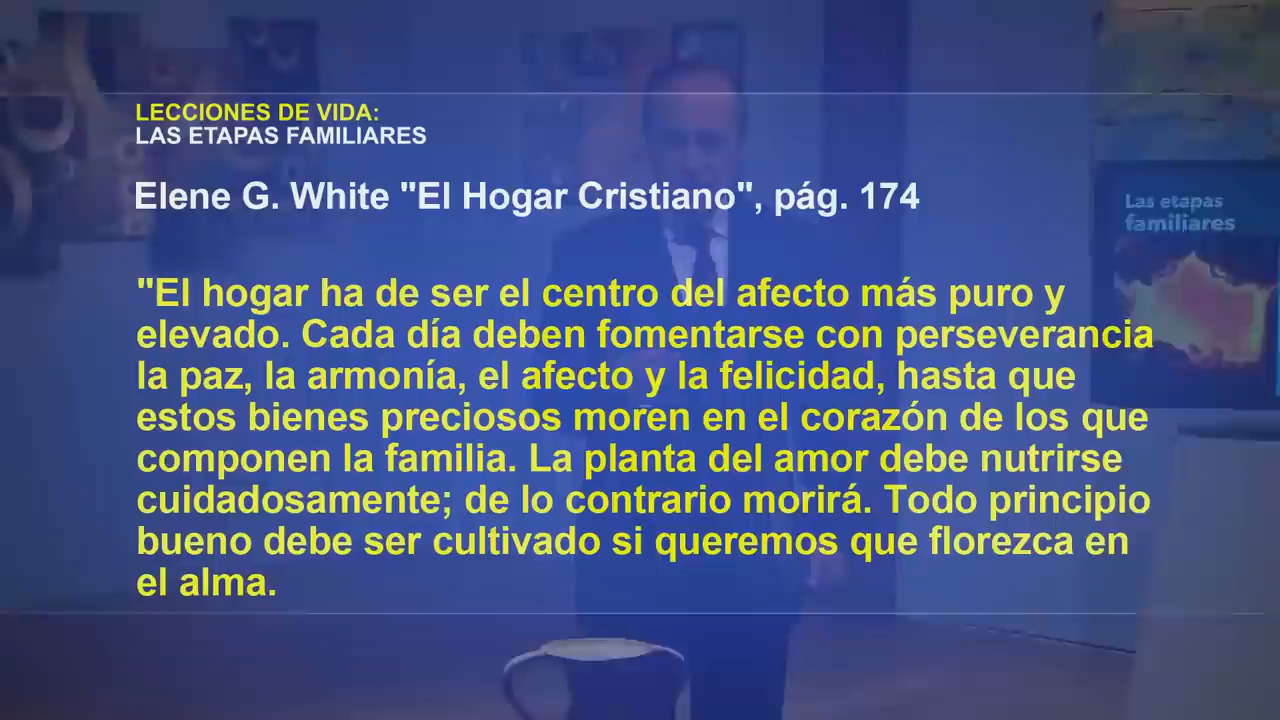 LECCIONES DE VIDA:
LAS ETAPAS FAMILIARES
Elene G. White "El Hogar Cristiano", pág. 174
Las etapas
familiares
"El hogar ha de ser el centro del afecto más puro y
elevado. Cada día deben fomentarse con perseverancia
la paz, la armonía, el afecto y la felicidad, hasta que
estos bienes preciosos moren en el corazón de los que
componen la familia. La planta del amor debe nutrirse
cuidadosamente; de lo contrario morirá. Todo principio
bueno debe ser cultivado si queremos que florezca en
el alma.